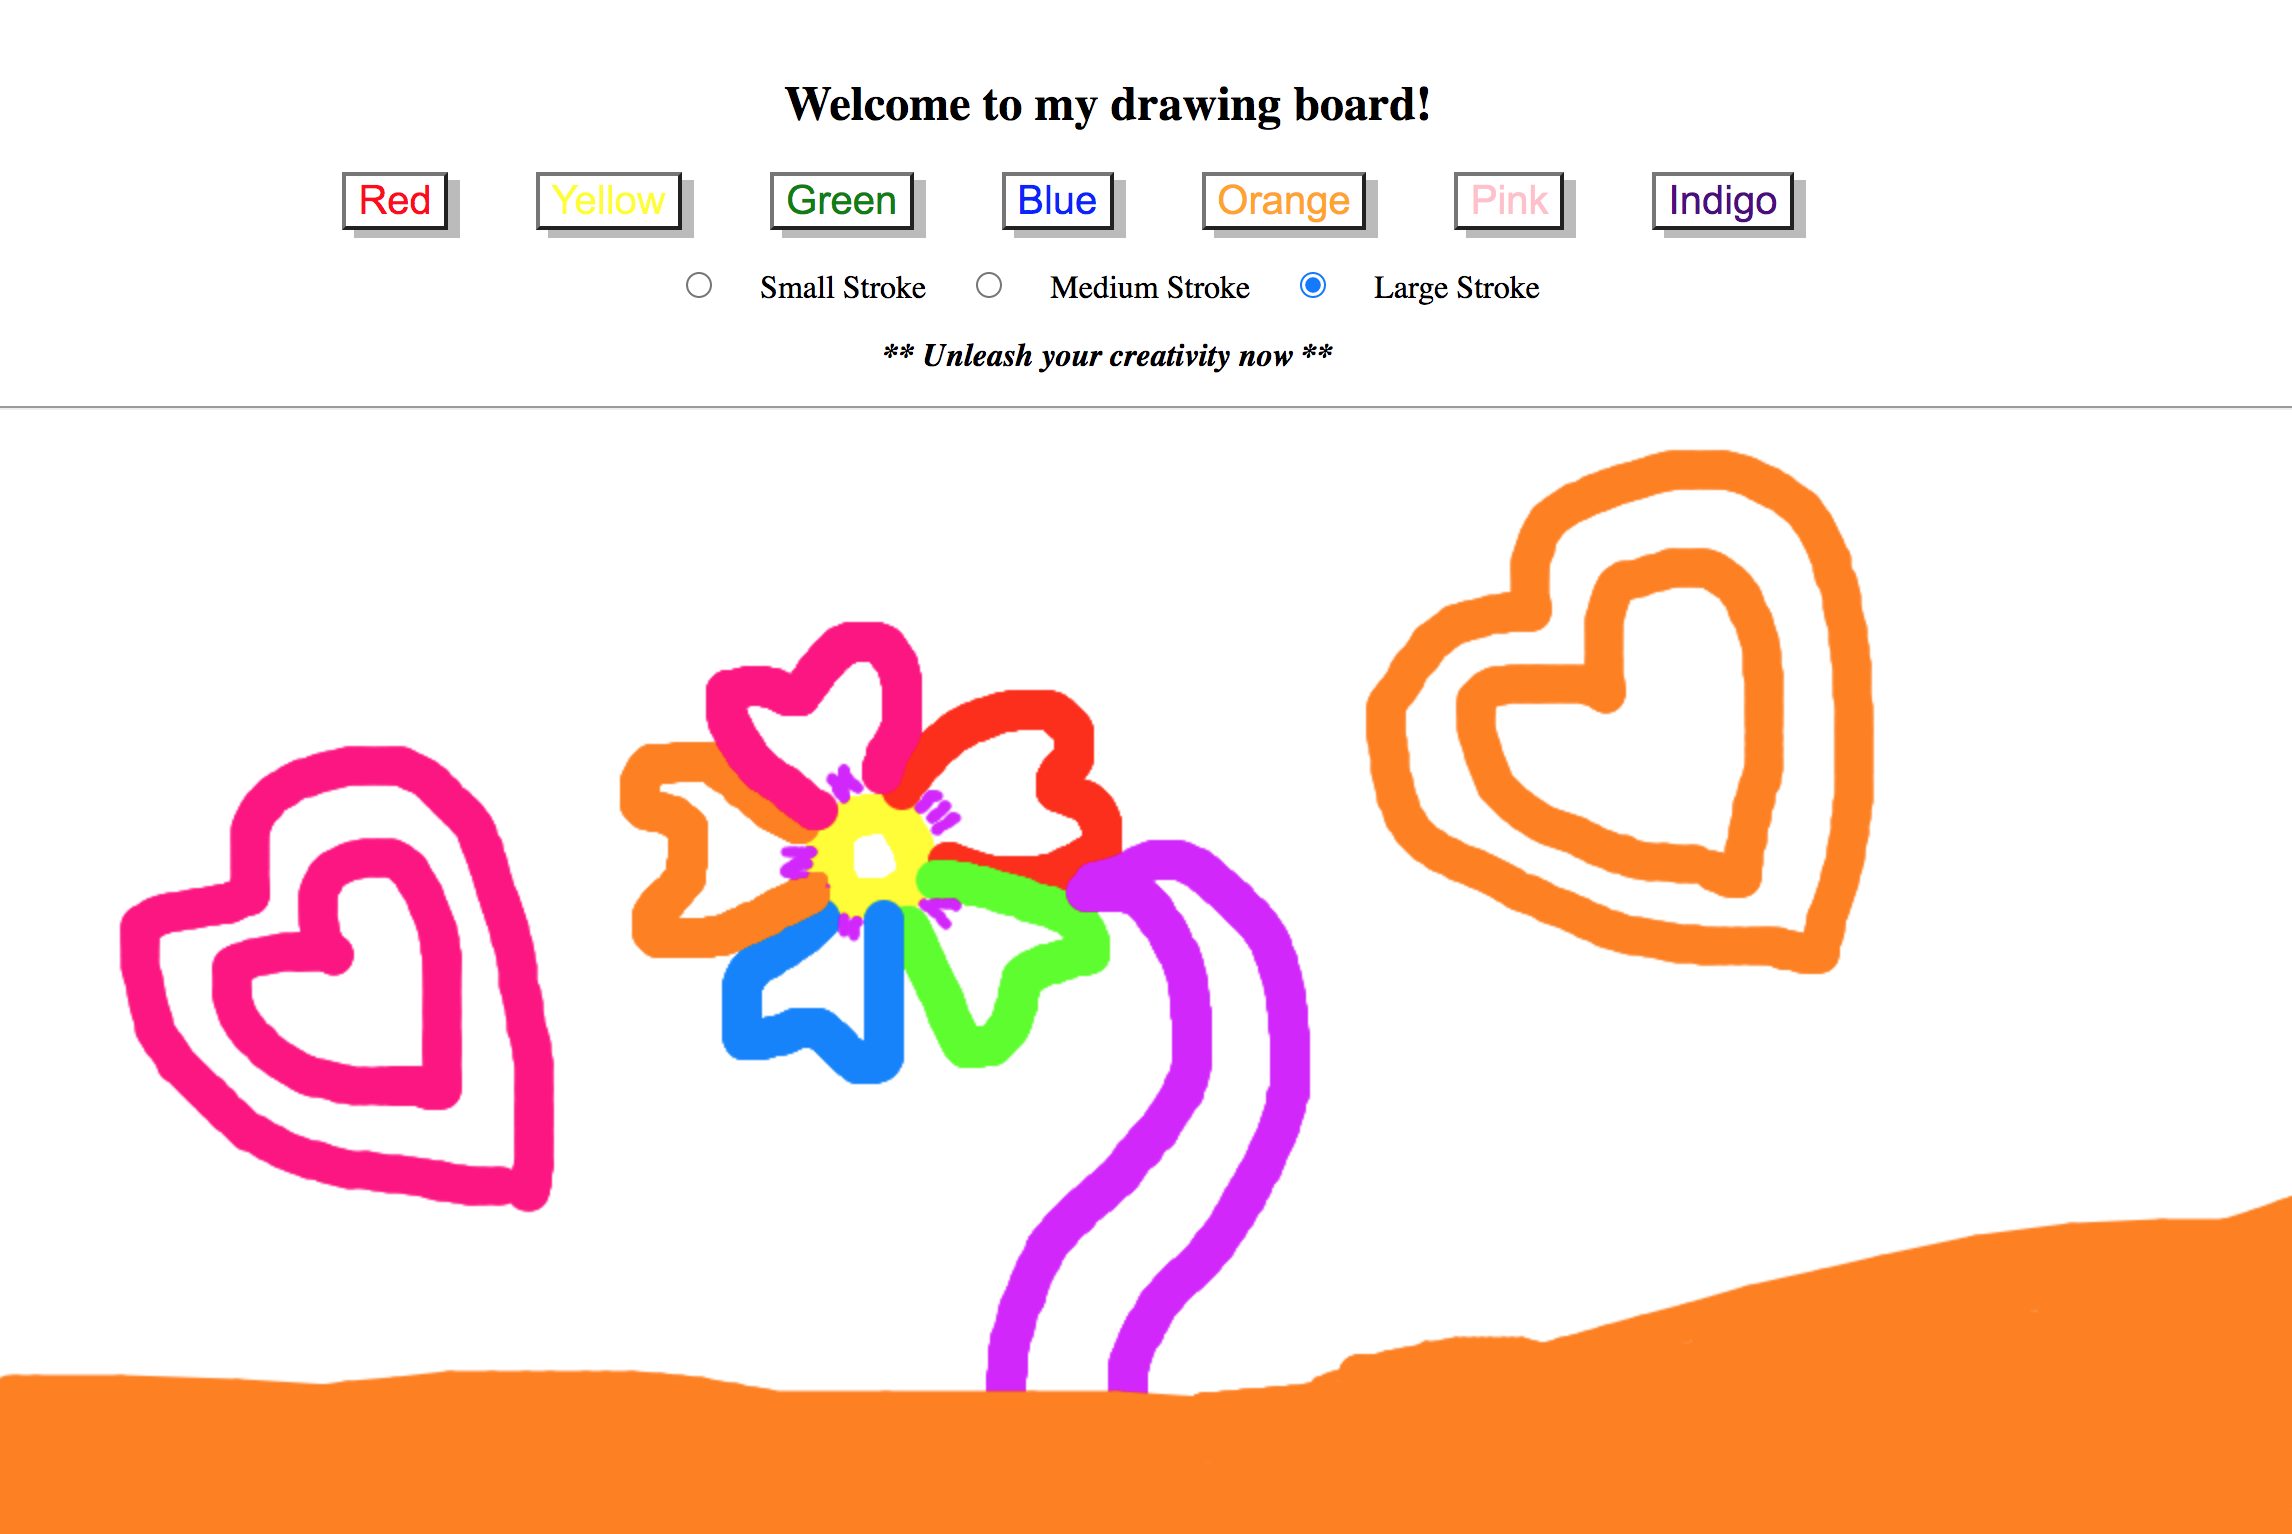 Welcome to my drawing board!
Red Yellow Green Blue Orange Pink Indigo
Small Stroke Medium Stroke Large Stroke
** Unleash your creativity now **